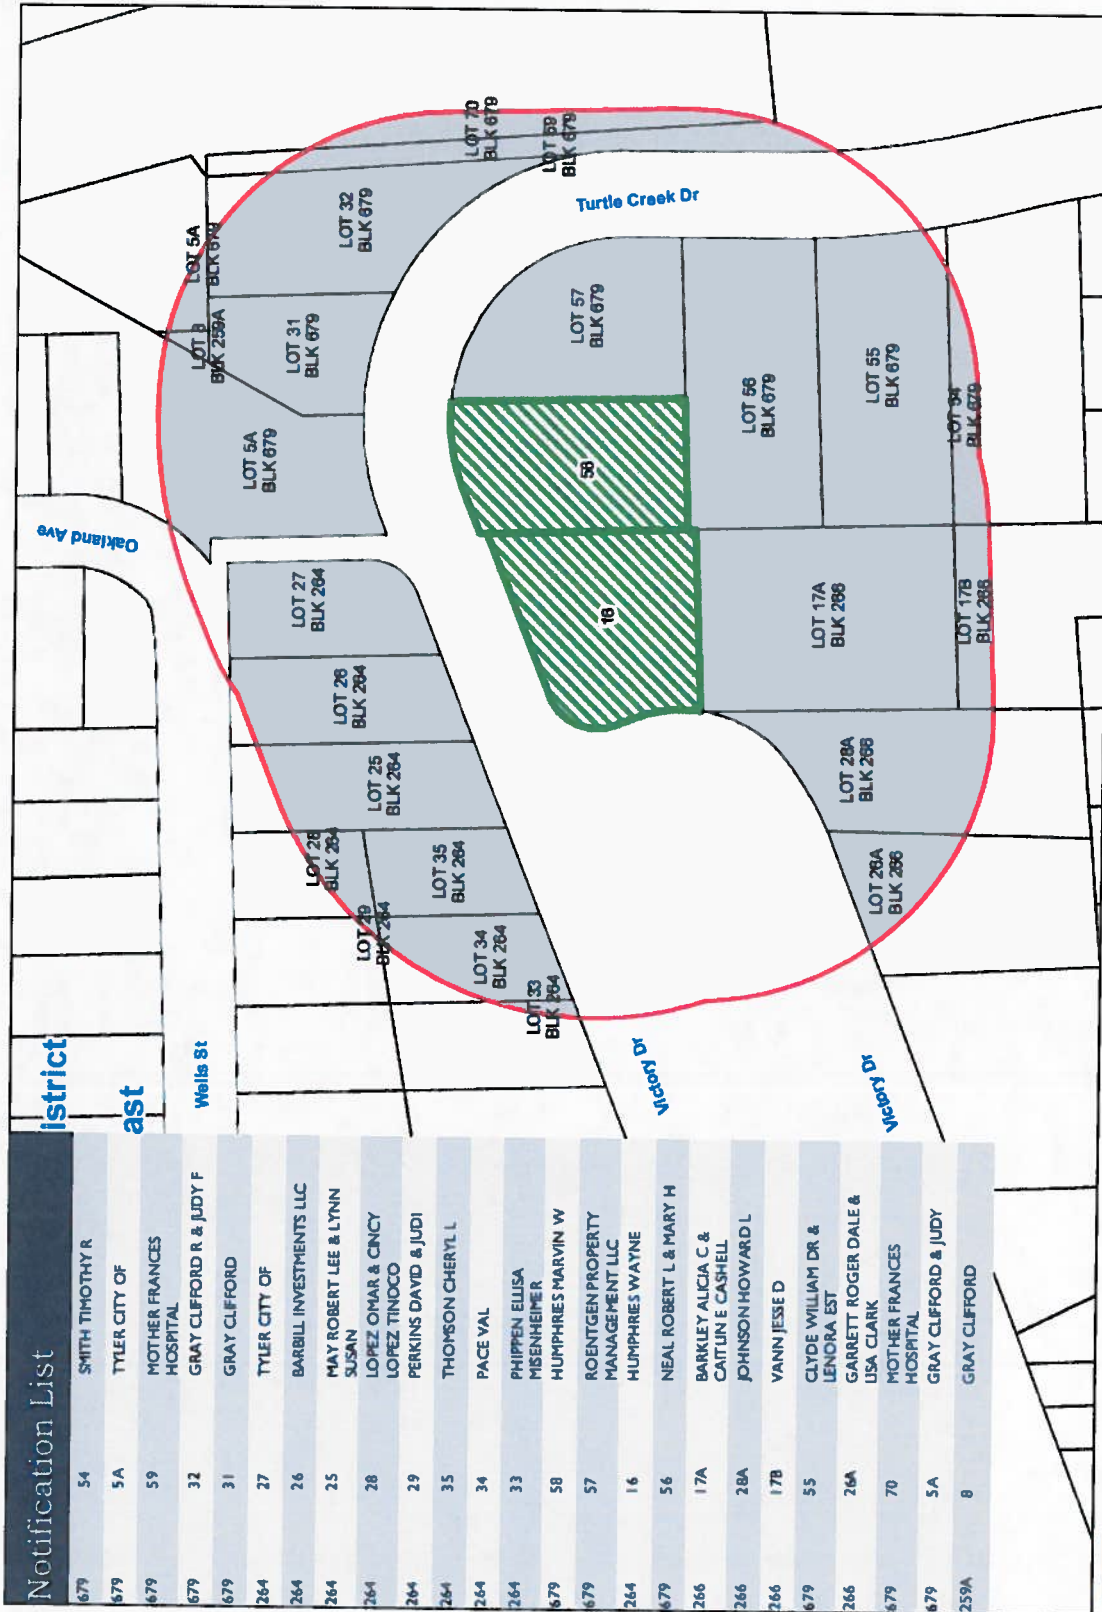 Notification List
679 54 SMITH TIMOTHY R
679 5A TYLER CITY OF
679 59 MOTHER FRANCES
HOSPITAL
679 32 GRAY CLIFFORD R & JUDY F
679 31 GRAY CLIFFORD
264 27 TYLER CITY OF
264 26 BARBILL INVESTMENTS LLC
264 25 MAY ROBERT LEE & LYNN
SUSAN
264 28 LOPEZ OMAR & CINCY
LOPEZ TINOCO
264 29 PERKINS DAVID & JUDI
264 35 THOMSON CHERYL L
264 34 PACE VAL
264 33 PHIPPEN ELLISA
MISENHEIMER
679 58 HUMPHRIES MARVIN W
679 57 ROENTGEN PROPERTY
MANAGEMENT LLC
264 16 HUMPHRIES WAYNE
679 56 NEAL ROBERT L & MARY H
266 17A BARKLEY ALICIA C &
CAITLIN E CASHELL
266 28A JOHNSON HOWARD L
266 17B VANN JESSE D
679 55 CLYDE WILLIAM DR &
LENORA EST
266 26A GARRETT ROGER DALE &
LISA CLARK
679 70 MOTHER FRANCES
HOSPITAL
679 5A GRAY CLIFFORD & JUDY
259A 8 GRAY CLIFFORD
istrict
ast
Wells St
Oakland Ave
Victory Dr
Victory Dr
Turtle Creek Dr
LOT 5A
BLK 679
LOT 8
BLK 259A
LOT 31
BLK 679
LOT 32
BLK 679
LOT 5A
BLK 679
LOT 70
BLK 679
LOT 59
BLK 679
LOT 27
BLK 264
LOT 26
BLK 264
LOT 25
BLK 264
LOT 28
BLK 264
LOT 29
BLK 264
LOT 35
BLK 264
LOT 34
BLK 264
LOT 33
BLK 264
58
16
LOT 57
BLK 679
LOT 56
BLK 679
LOT 55
BLK 679
LOT 54
BLK 679
LOT 17A
BLK 266
LOT 17B
BLK 266
LOT 28A
BLK 266
LOT 26A
BLK 266